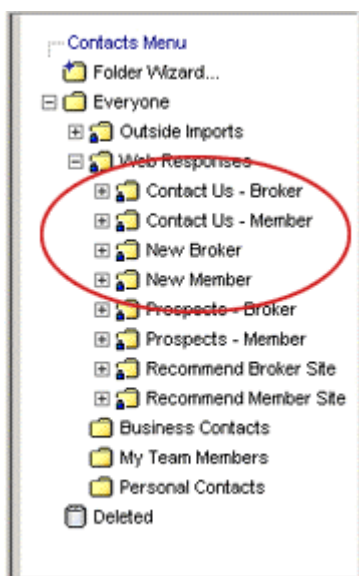 Contacts Menu
Folder Wizard...
Everyone
Outside Imports
Web Responses
Contact Us - Broker
Contact Us - Member
New Broker
New Member
Prospects - Broker
Prospects - Member
Recommend Broker Site
Recommend Member Site
Business Contacts
My Team Members
Personal Contacts
Deleted